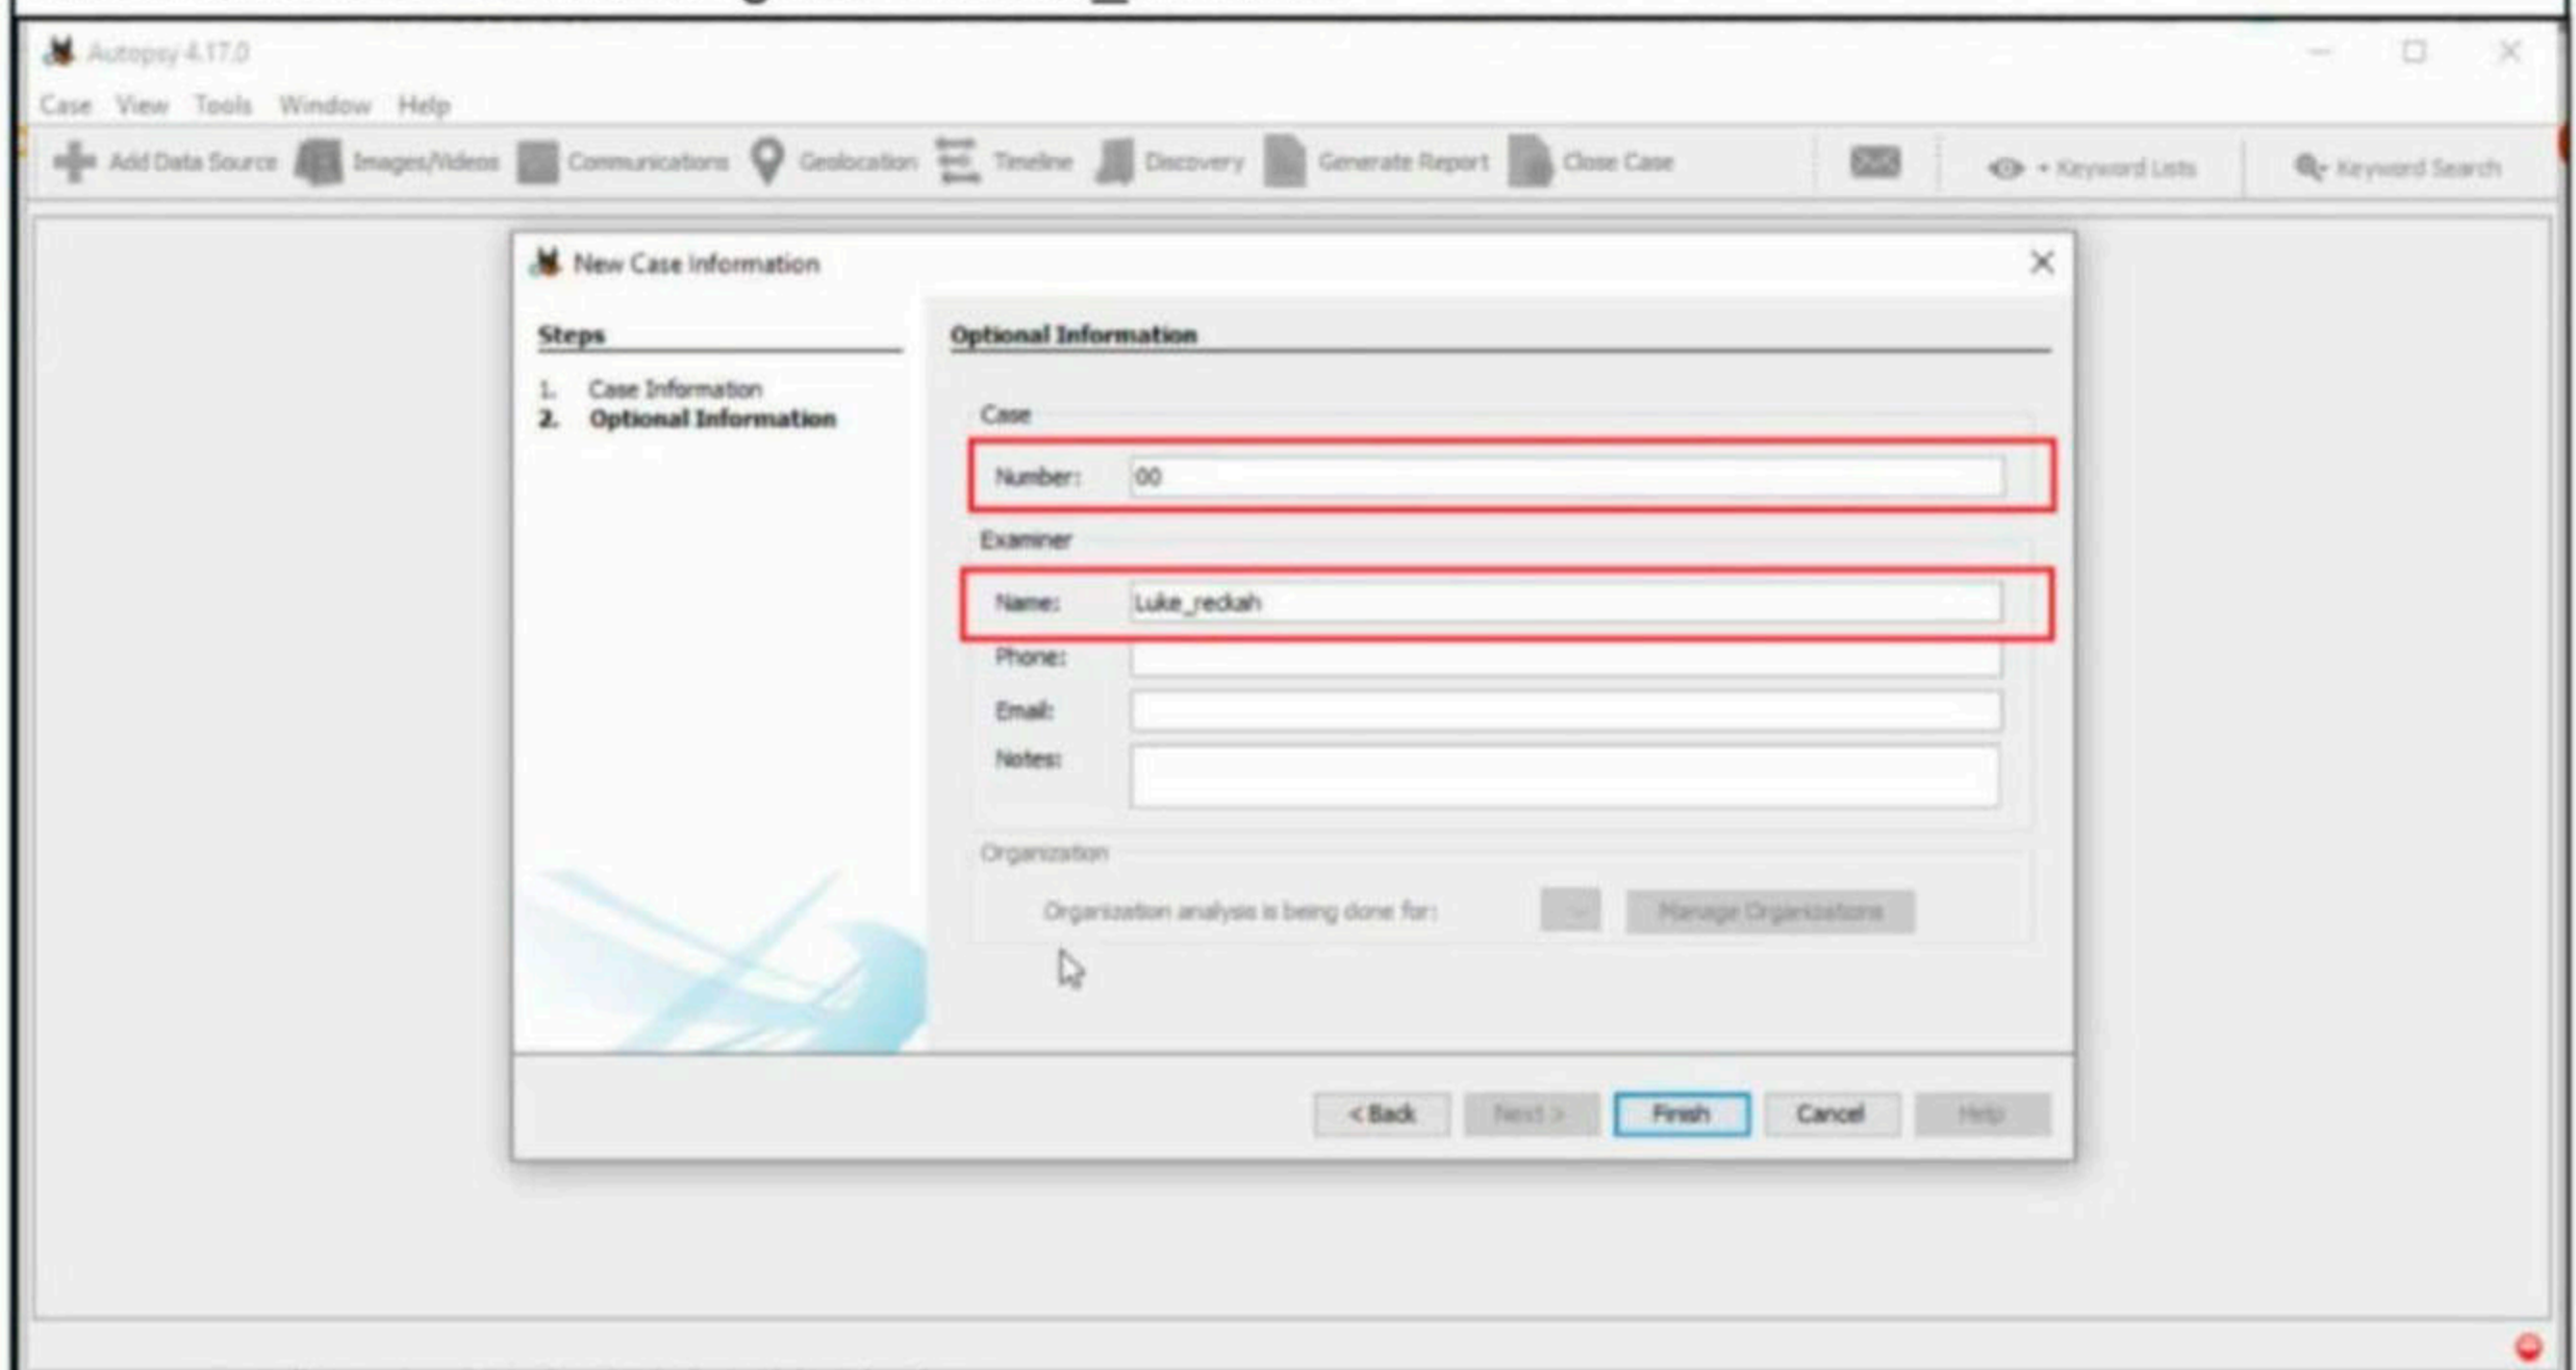 Autopsy 4.17.0
Case View Tools Window Help
Add Data Source Images/Videos Communications Geolocation Timeline Discovery Generate Report Close Case Keyword Lists Keyword Search
New Case Information
Steps
1. Case Information
2. Optional Information
Optional Information
Case
Number: 00
Examiner
Name: Luke_reckah
Phone:
Email:
Notes:
Organization
Organization analysis is being done for: Manage Organizations
< Back Next > Finish Cancel Help